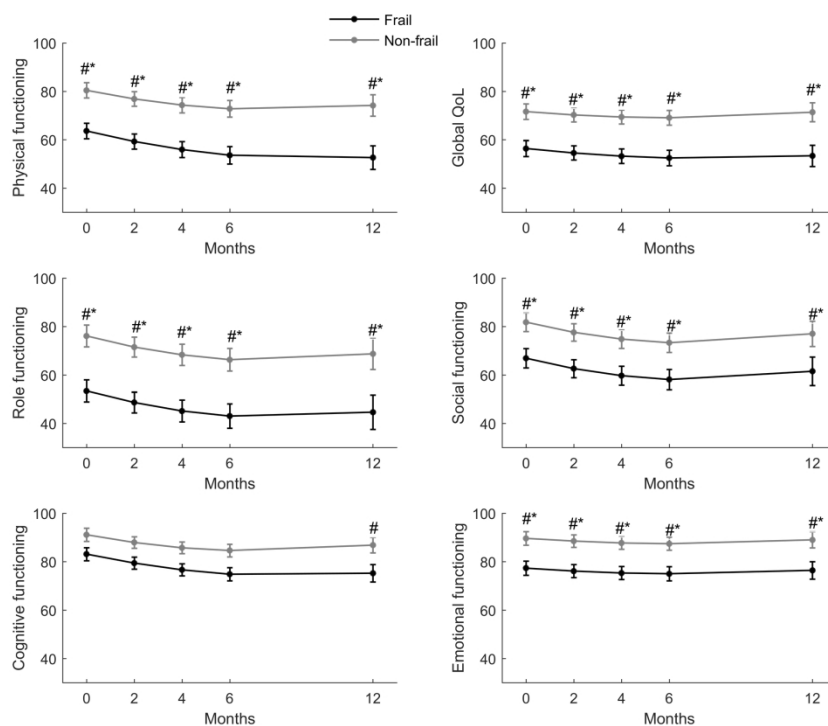 Frail
Non-frail
100
80
60
40
Physical functioning
#*
#*
#*
#*
#*
0 2 4 6 12
Months
100
80
60
40
Global QoL
#*
#*
#*
#*
#*
0 2 4 6 12
Months
100
80
60
40
Role functioning
#*
#*
#*
#*
#*
0 2 4 6 12
Months
100
80
60
40
Social functioning
#*
#*
#*
#*
#*
0 2 4 6 12
Months
100
80
60
40
Cognitive functioning
#
0 2 4 6 12
Months
100
80
60
40
Emotional functioning
#*
#*
#*
#*
#*
0 2 4 6 12
Months